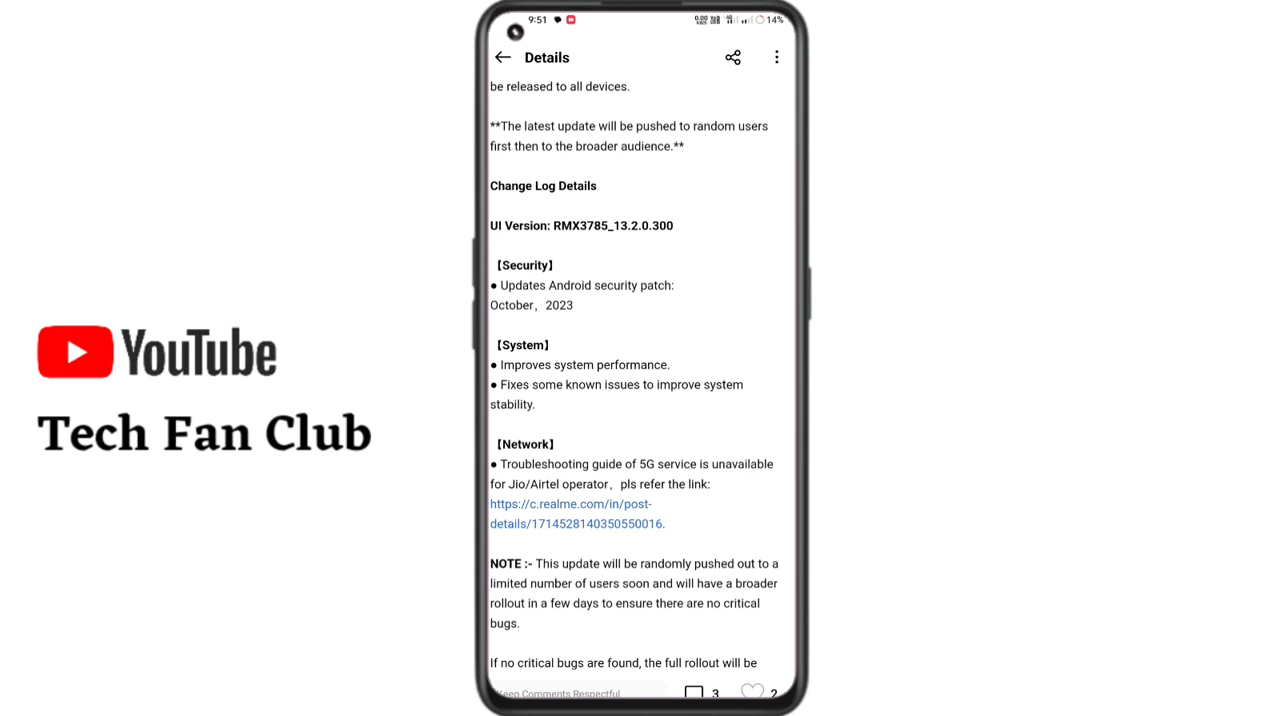 9:51
14%
Details
be released to all devices.
**The latest update will be pushed to random users
first then to the broader audience.**
Change Log Details
UI Version: RMX3785_13.2.0.300
【Security】
● Updates Android security patch:
October，2023
【System】
● Improves system performance.
● Fixes some known issues to improve system
stability.
【Network】
● Troubleshooting guide of 5G service is unavailable
for Jio/Airtel operator，pls refer the link:
https://c.realme.com/in/post-
details/1714528140350550016.
NOTE :- This update will be randomly pushed out to a
limited number of users soon and will have a broader
rollout in a few days to ensure there are no critical
bugs.
If no critical bugs are found, the full rollout will be
Keep Comments Respectful
3
2
YouTube
Tech Fan Club